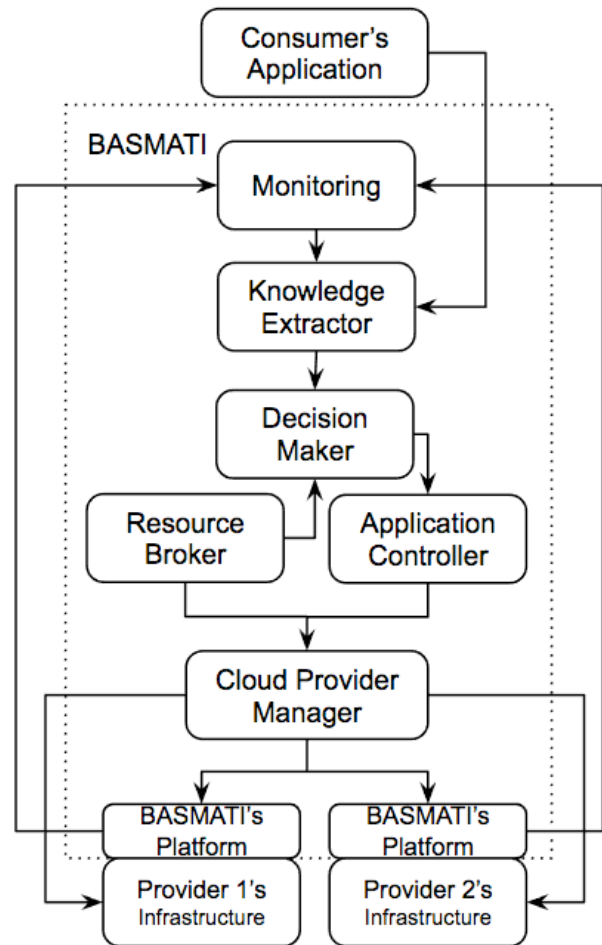 Consumer's
Application
BASMATI
Monitoring
Knowledge
Extractor
Decision
Maker
Resource
Broker
Application
Controller
Cloud Provider
Manager
BASMATI's
Platform
BASMATI's
Platform
Provider 1's
Infrastructure
Provider 2's
Infrastructure